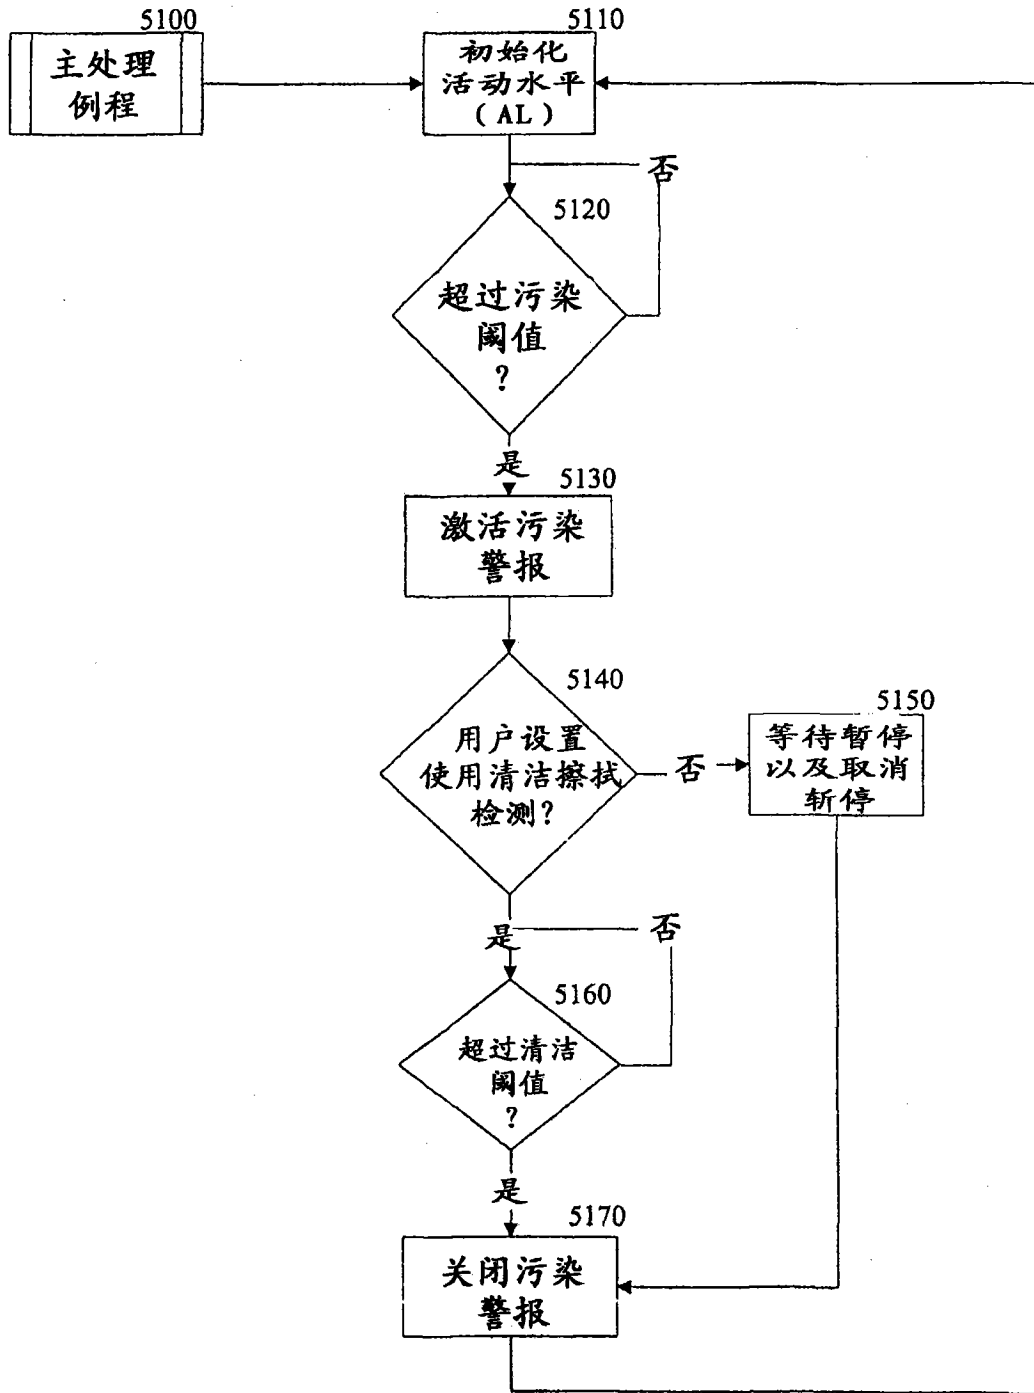 5100
主处理
例程
5110
初始化
活动水平
(AL)
否
5120
超过污染
阈值
?
是
5130
激活污染
警报
5140
用户设置
使用清洁擦拭
检测?
否
5150
等待暂停
以及取消
暂停
是
否
5160
超过清洁
阈值
?
是
5170
关闭污染
警报